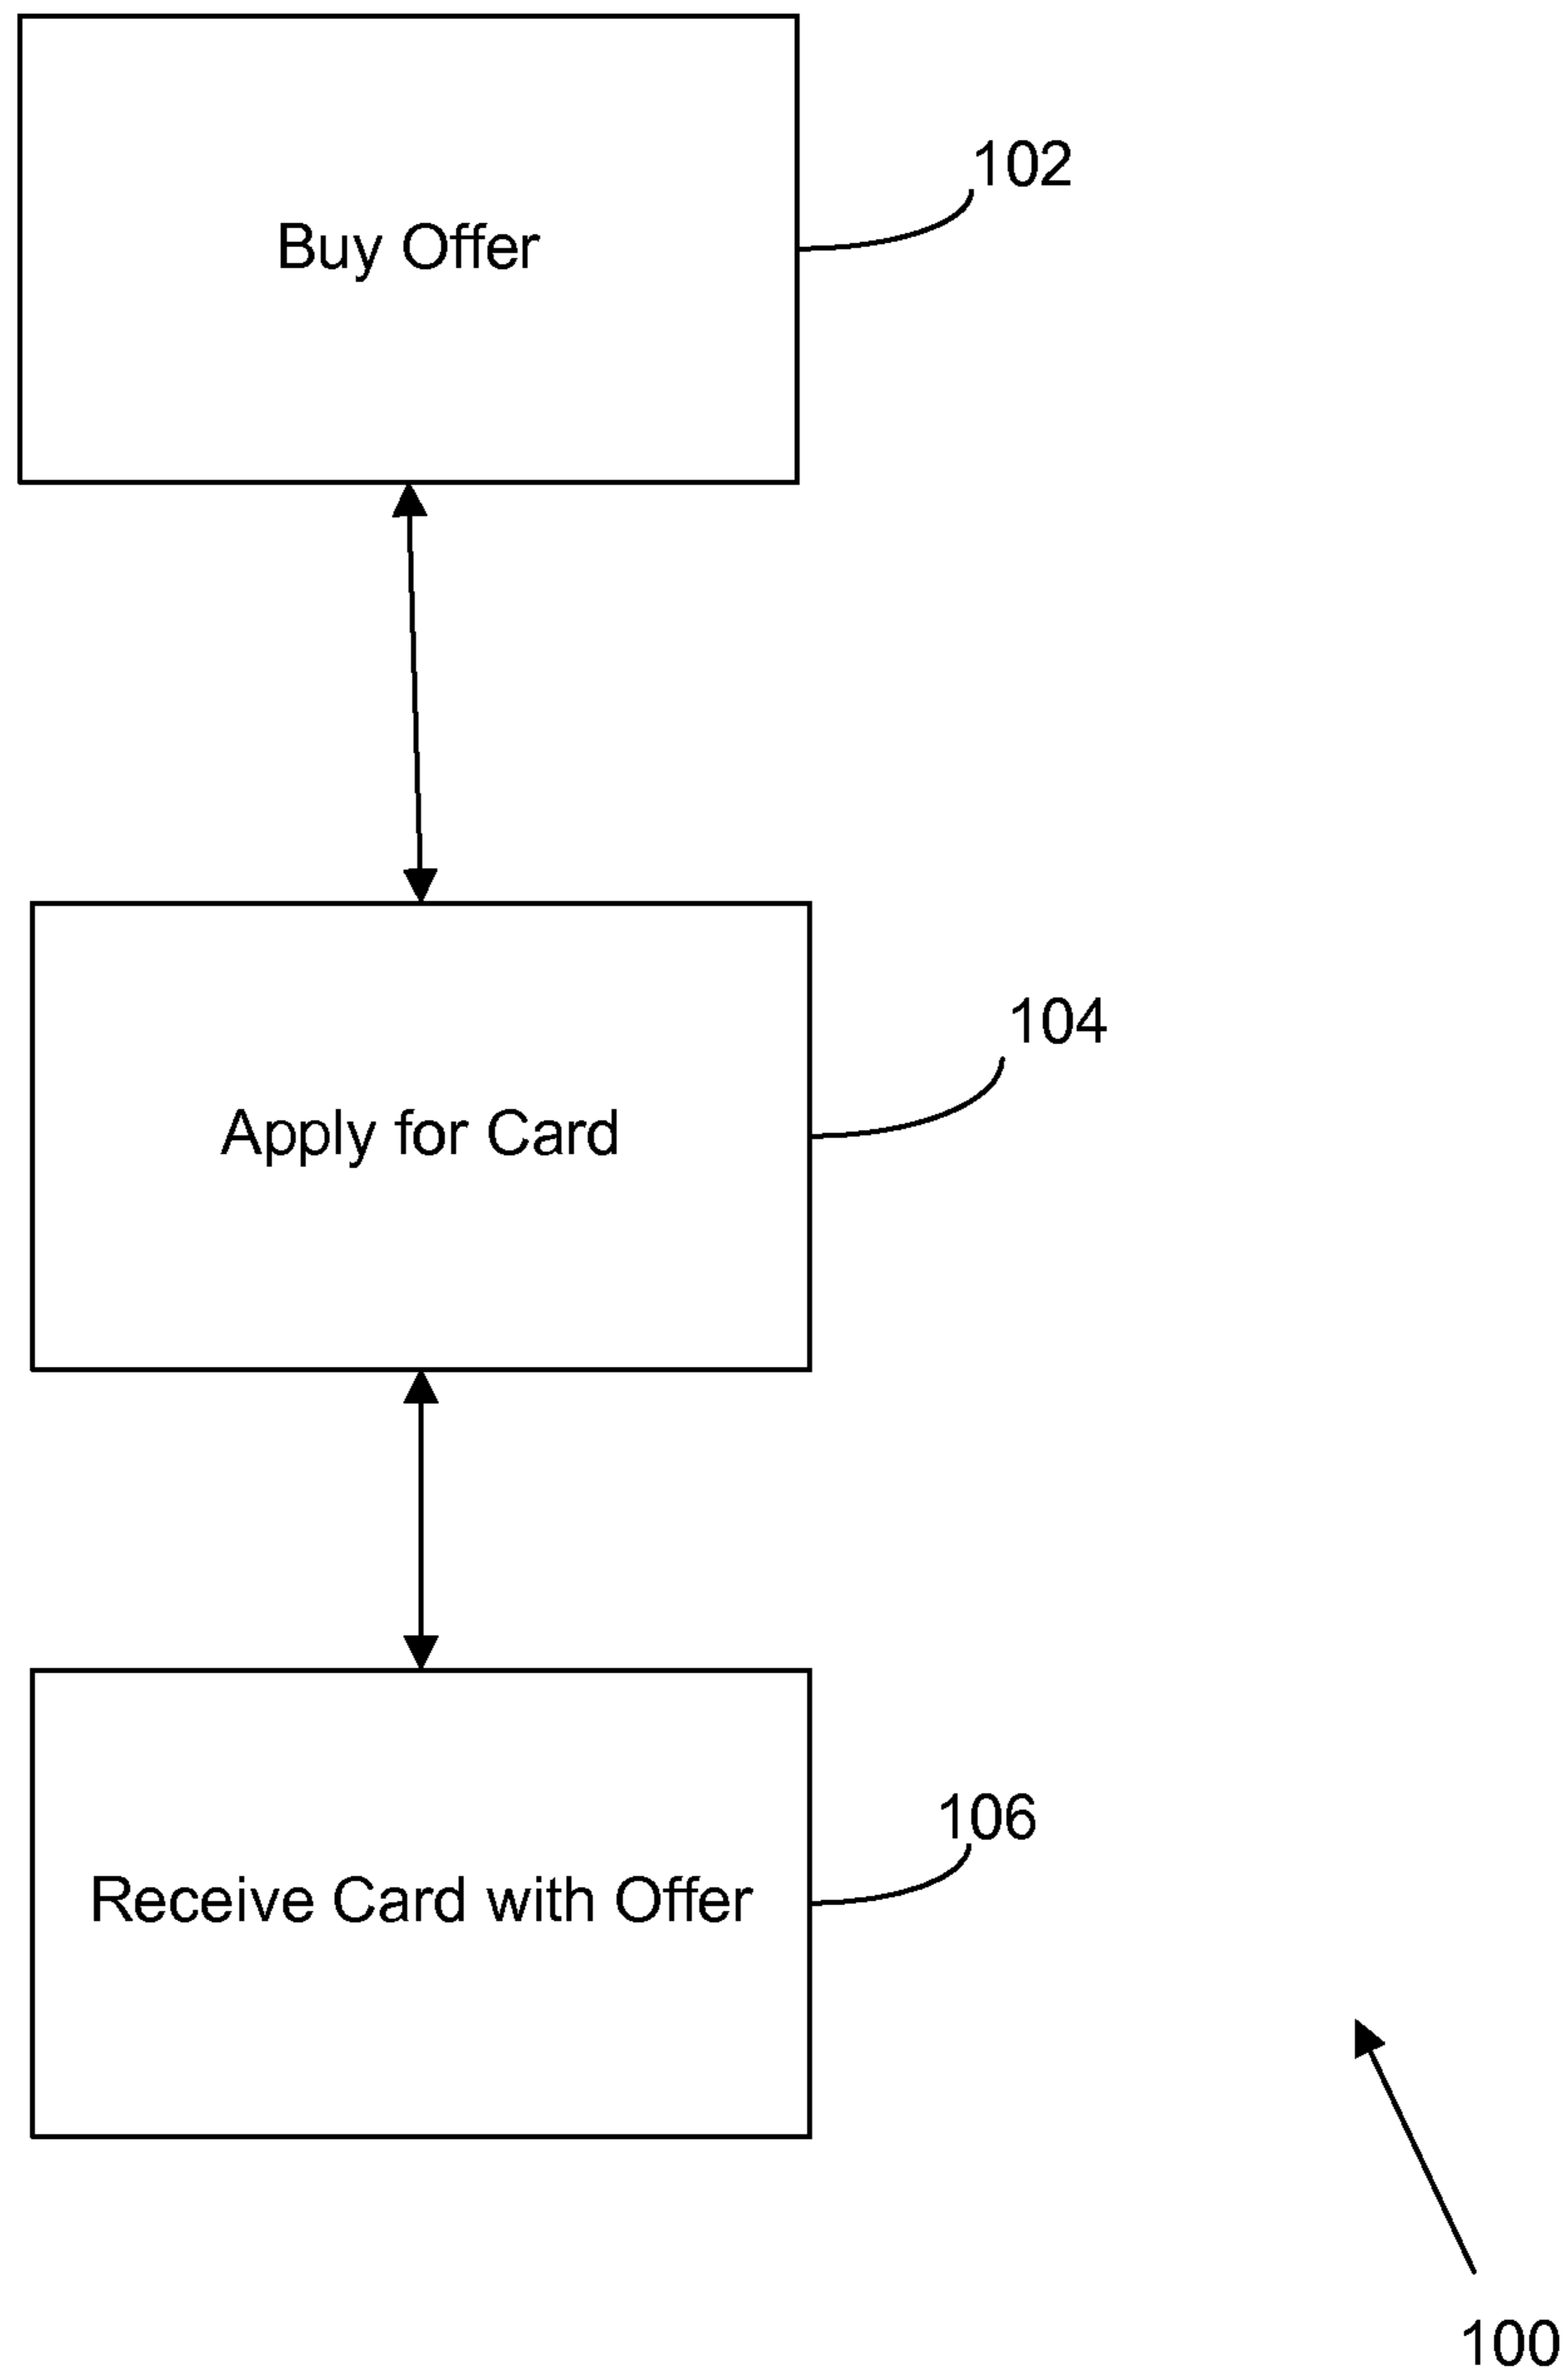 102
Buy Offer
104
Apply for Card
106
Receive Card with Offer
100